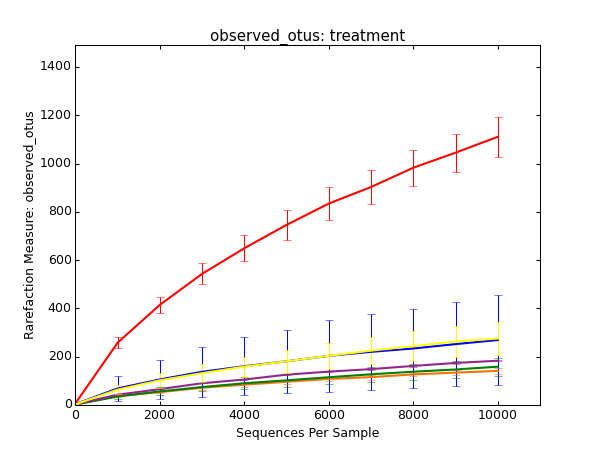 observed_otus: treatment
1400
1200
1000
800
600
400
200
0
Rarefaction Measure: observed_otus
0 2000 4000 6000 8000 10000
Sequences Per Sample